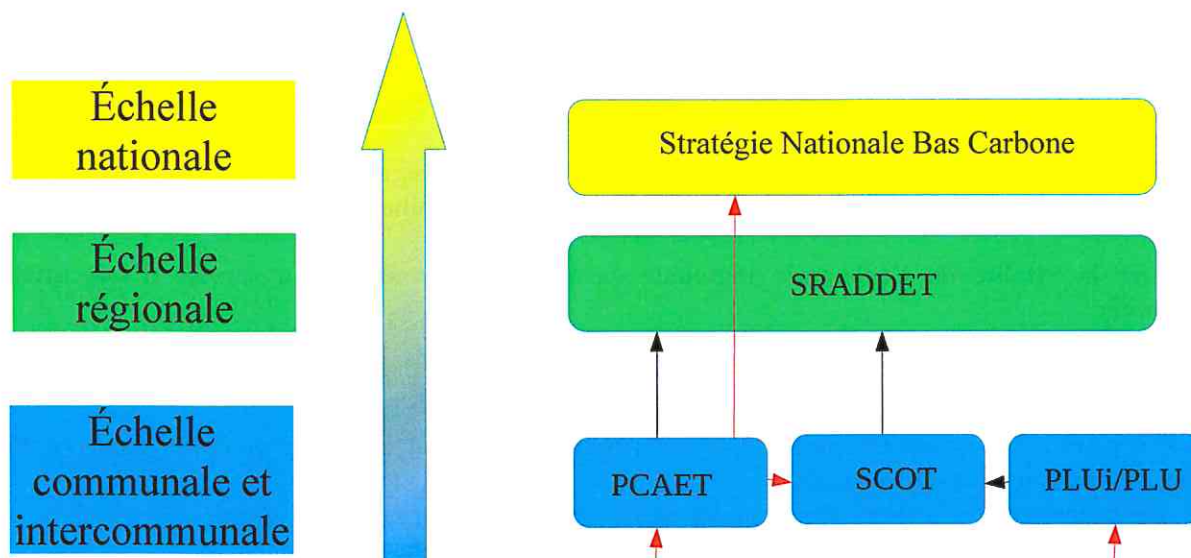 Échelle
nationale
Stratégie Nationale Bas Carbone
Échelle
régionale
SRADDET
Échelle
communale et
intercommunale
PCAET
SCOT
PLUi/PLU